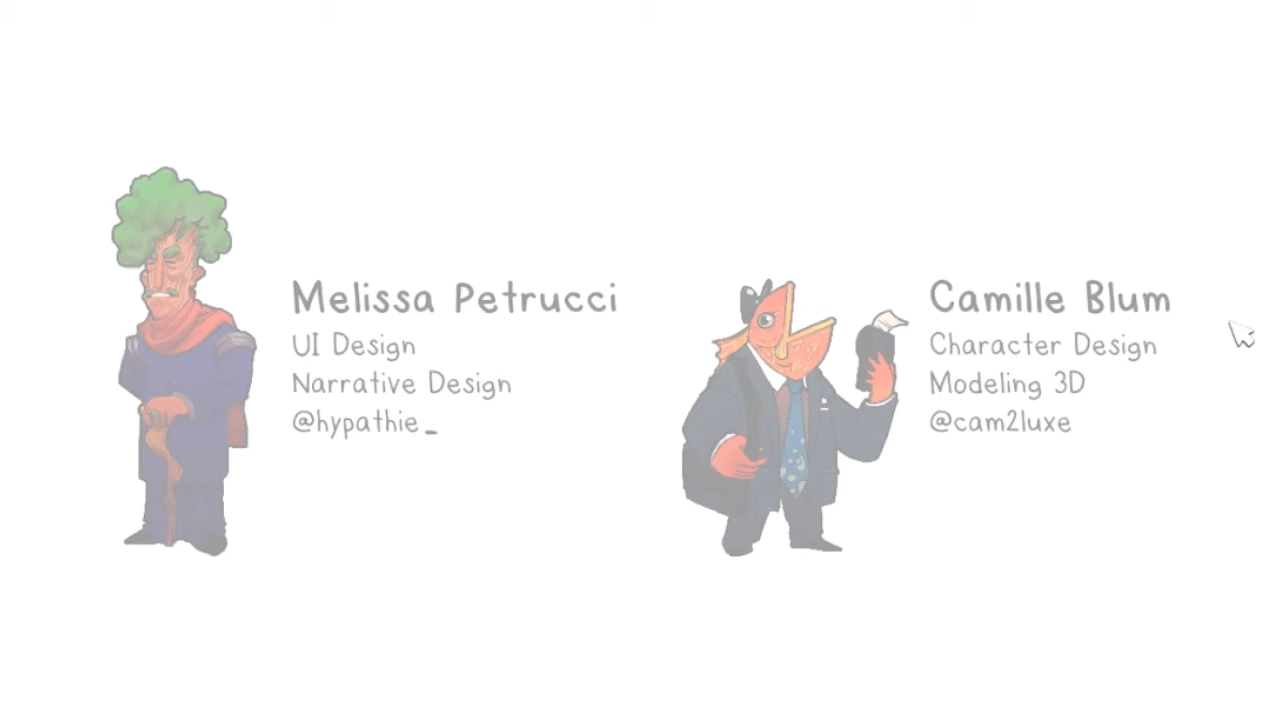 Melissa Petrucci
UI Design
Narrative Design
@hypathie_
Camille Blum
Character Design
Modeling 3D
@cam2luxe